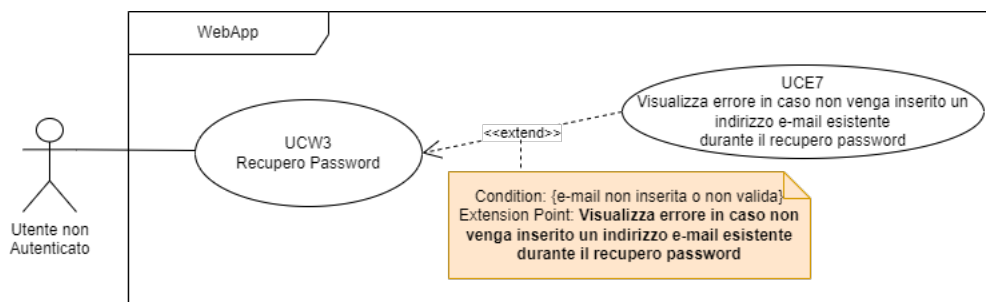 WebApp
UCE7
Visualizza errore in caso non venga inserito un
indirizzo e-mail esistente
durante il recupero password
<<extend>>
UCW3
Recupero Password
Condition: {e-mail non inserita o non valida}
Extension Point: Visualizza errore in caso non
venga inserito un indirizzo e-mail esistente
durante il recupero password
Utente non
Autenticato